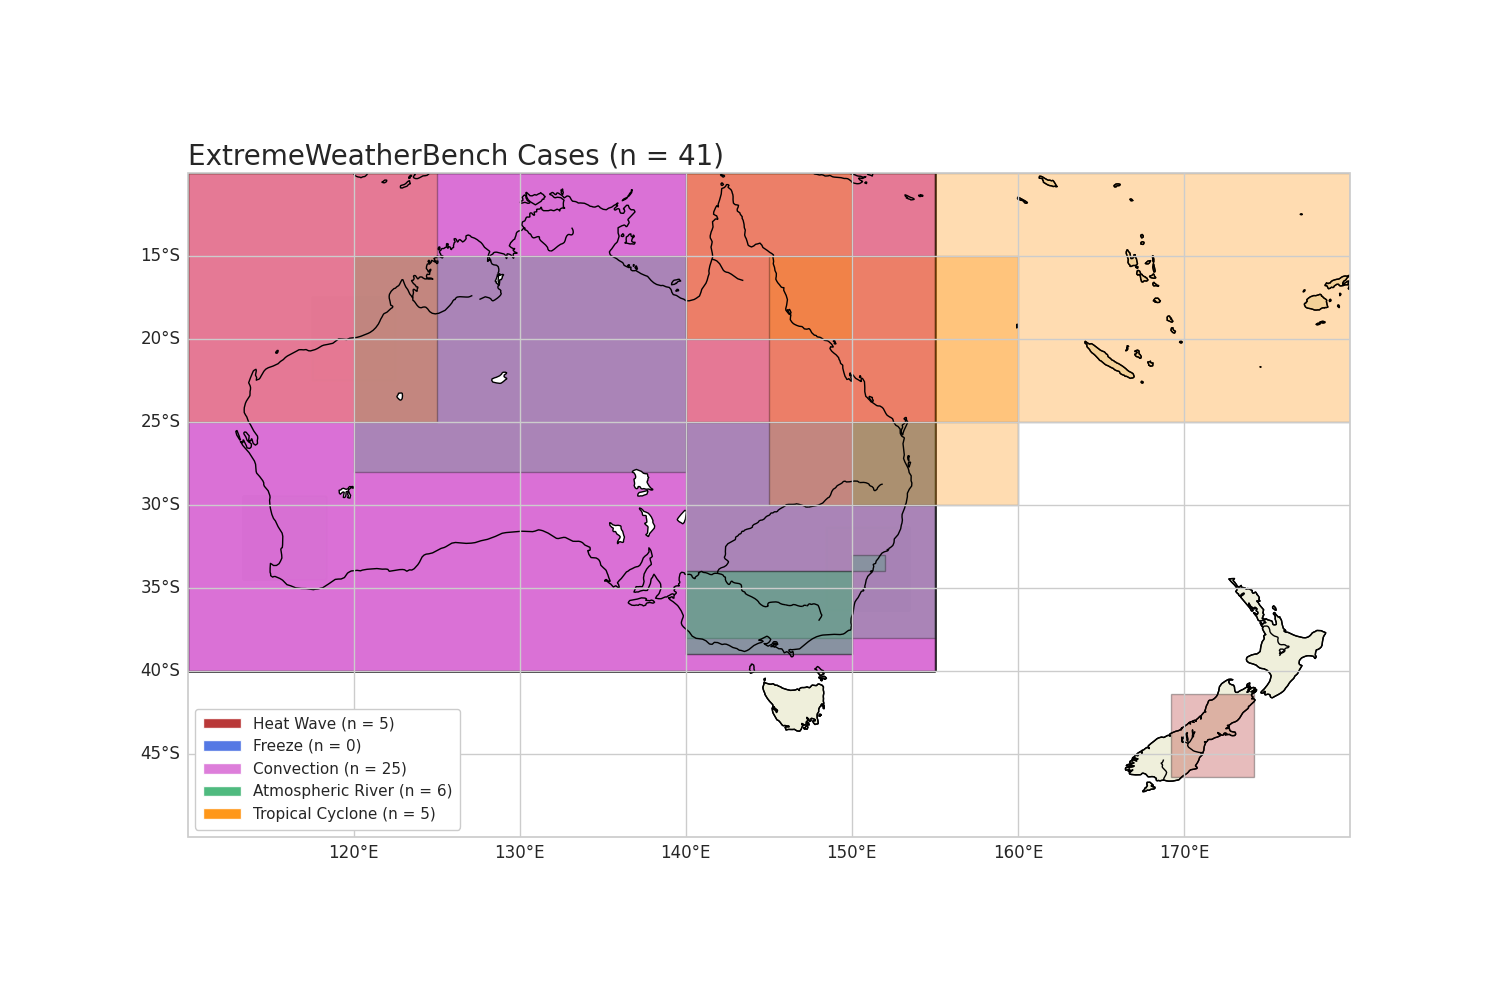 ExtremeWeatherBench Cases (n = 41)
15°S
20°S
25°S
30°S
35°S
40°S
45°S
Heat Wave (n = 5)
Freeze (n = 0)
Convection (n = 25)
Atmospheric River (n = 6)
Tropical Cyclone (n = 5)
120°E 130°E 140°E 150°E 160°E 170°E